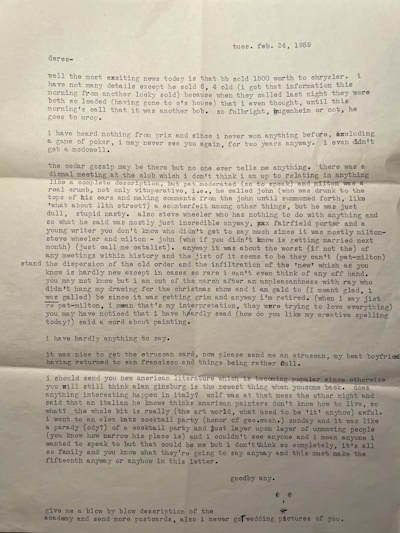 tues. feb. 24, 1959
deree-
well the most exciting news today is that bb sold 1500 worth to chrysler. i
have not many details except he sold 6, 4 old (i got that information this
morning from another lucky sold) because when they called last night they were
both so loaded (having gone to c's house) that i even thought, until this
morning's call that it was another bob. so fulbright, gugenheim or not, he
goes to urop.
i have heard nothing from prix and since i never won anything before, excluding
a game of poker, i may never see you again, for two years anyway. i even didn't
get a mcdowell.
the cedar gossip may be there but no one ever tells me anything. there was a
dismal meeting at the club which i don't think i am up to relating in anything
like a complete description, but pat moderated (so to speak) and milton was a
real crumb, not only vituperative, i.e., he called john (who was drunk to the
tops of his ears and making comments from the john until summoned forth, like
'what about 11th street?) a counterfeit among other things, but he was just
dull, stupid nasty. also steve wheeler who has nothing to do with anything and
so what he said was mostly just incredible anyway, fairfield porter and a
young writer you don't know who didn't get to say much since it was mostly milton-
steve wheeler and milton - john (who if you didn't know is getting married next
month) (just call me catalist). anyway it was about the worst (if not the) of
any meetings within history and the jist of it seems to be they can't (pat-milton)
stand the dispersion of the old order and the infiltration of the 'new' which as you
know is hardly new except in cases so rare i can't even think of any off hand.
you may not know but i am out of the march after an unpleasantness with ray who
didn't hang my drawing for the christmas show and i am gald to (i meant glad, i
was galled) be since it was getting grim and anyway i'm retired. (when i say jist
re pat-milton, i mean that's my interpretation, they were trying to love everything)
you may have noticed that i have hardly sead (how do you like my creative spelling
today?) said a word about painting.
i have hardly anything to say.
it was nice to get the etruscan card, now please send me an etruscan, my beat boyfriend
having returned to san francisco and things being rather dull.
i should send you new american literature which is becoming popular since otherwise
you will still think alan ginsburg is the newest thing when you come back. does
anything interesting happen in italy? wolf was at that mess the other night and
said that an italian he knows thinks american painters don't know how to live, so
what? the whole bit is really (the art world, what used to be 'it' anyhow) awful.
i went to an alex katz cocktail party (honor of geo.wash.) sunday and it was like
a parady (ody?) of a cocktail party and just layer upon layer of unmoving people
(you know how narrow his place is) and i couldn't see anyone and i mean anyone i
wanted to speak to but that could be me but i don't think so completely, it's all
so family and you know what they're going to say anyway and this must make the
fifteenth anyway or anyhow in this letter.
goodby any.
give me a blow by blow description of the
academy and send more postcards, also i never got wedding pictures of you.